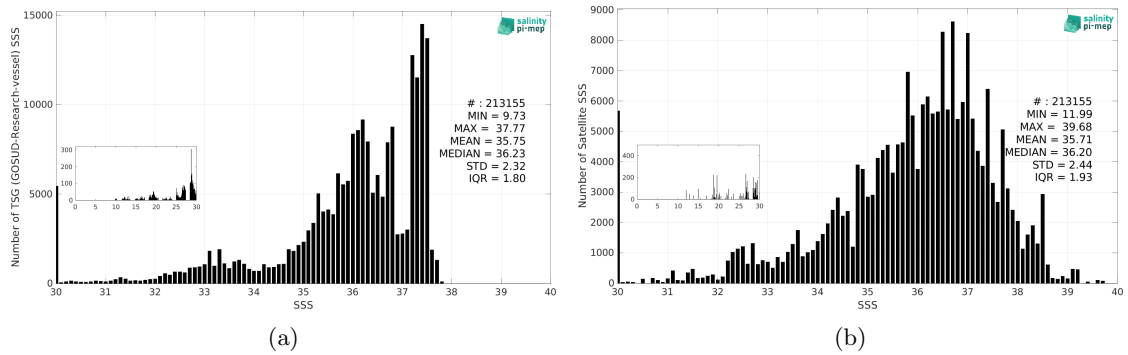 Number of TSG (GOSUD-Research-vessel) SSS
15000
10000
5000
0
salinity
pi-mep
# : 213155
MIN = 9.73
MAX = 37.77
MEAN = 35.75
MEDIAN = 36.23
STD = 2.32
IQR = 1.80
300
200
100
0
0 5 10 15 20 25 30
30 31 32 33 34 35 36 37 38 39 40
SSS
(a)
Number of Satellite SSS
9000
8000
7000
6000
5000
4000
3000
2000
1000
0
salinity
pi-mep
# : 213155
MIN = 11.99
MAX = 39.68
MEAN = 35.71
MEDIAN = 36.20
STD = 2.44
IQR = 1.93
400
200
0
0 5 10 15 20 25 30
30 31 32 33 34 35 36 37 38 39 40
SSS
(b)